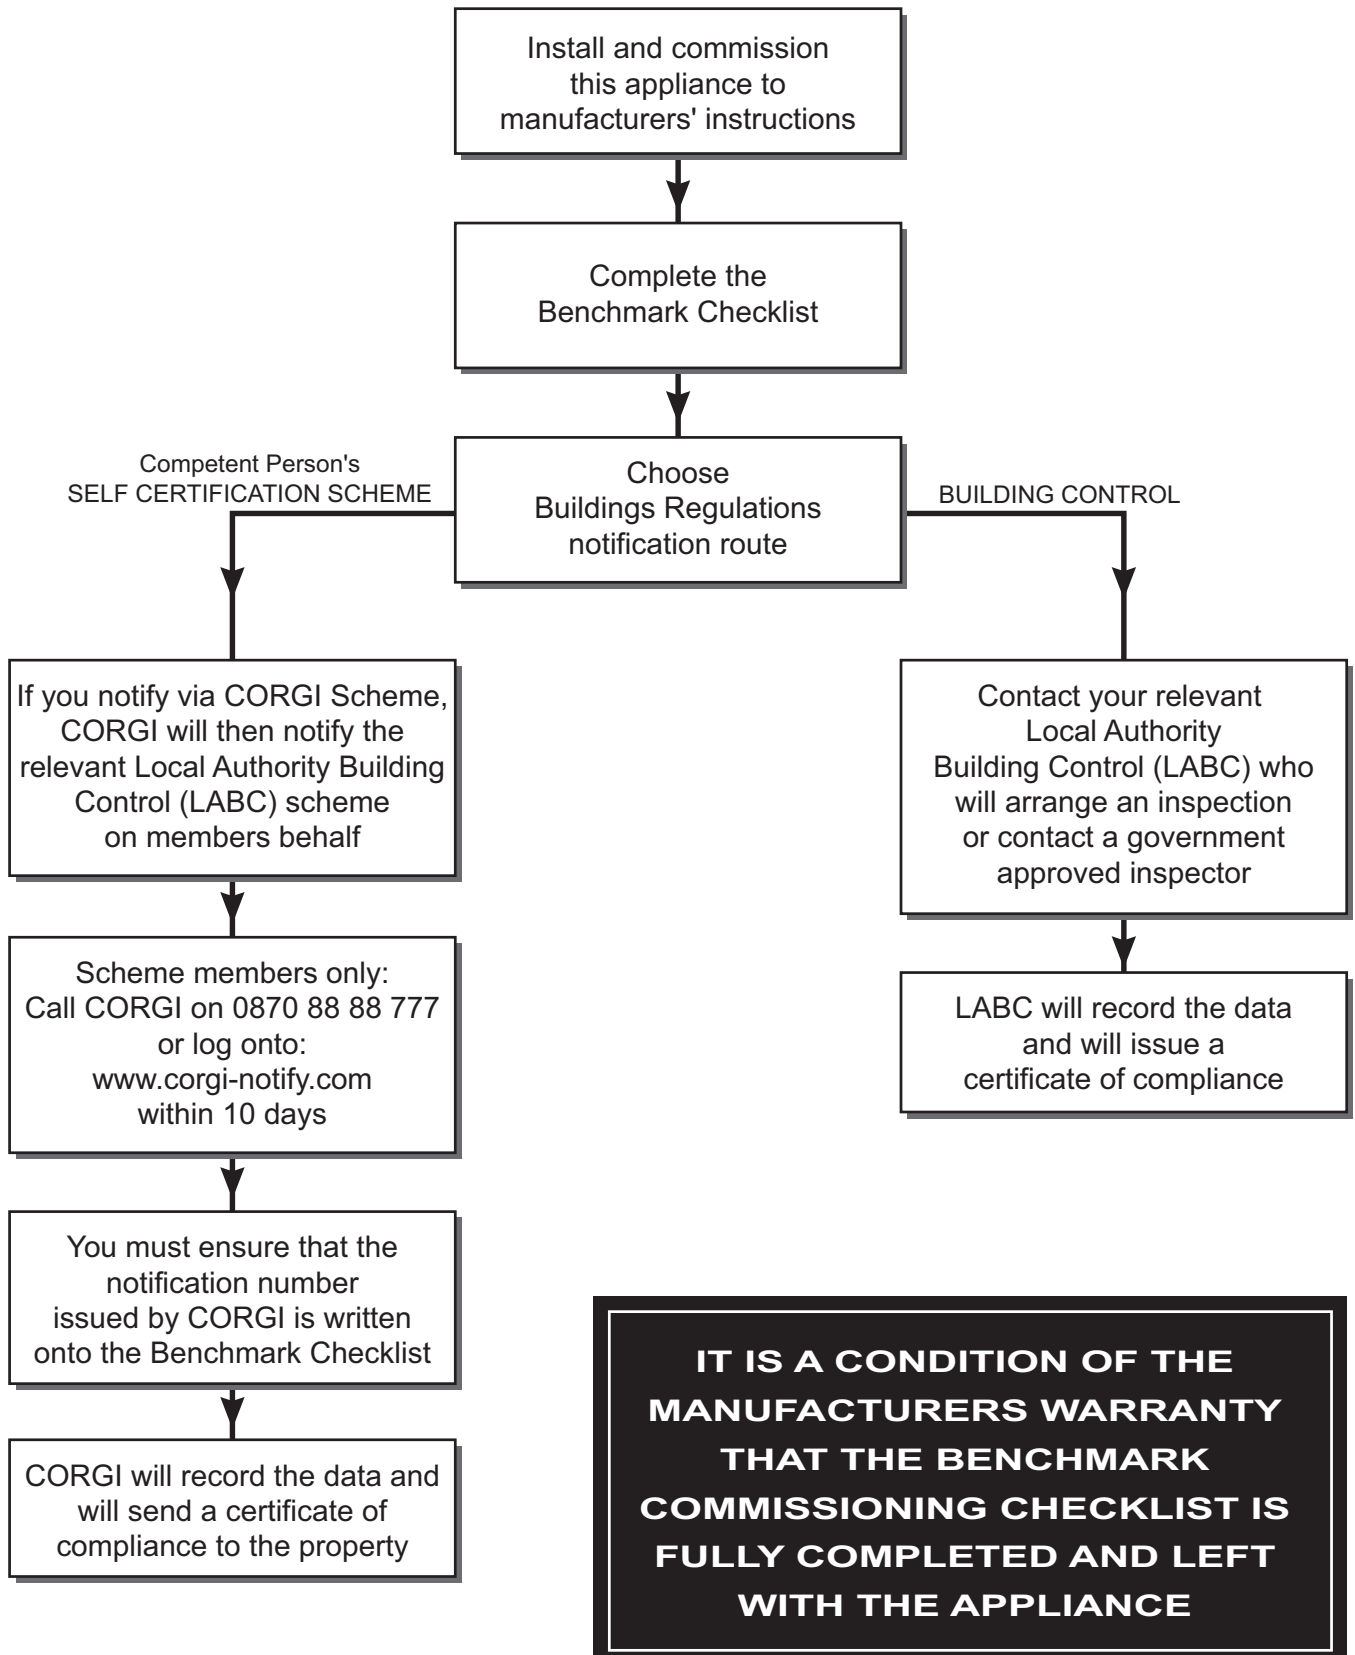 Install and commission
this appliance to
manufacturers' instructions
Complete the
Benchmark Checklist
Choose
Buildings Regulations
notification route
Competent Person's
SELF CERTIFICATION SCHEME
BUILDING CONTROL
If you notify via CORGI Scheme,
CORGI will then notify the
relevant Local Authority Building
Control (LABC) scheme
on members behalf
Scheme members only:
Call CORGI on 0870 88 88 777
or log onto:
www.corgi-notify.com
within 10 days
You must ensure that the
notification number
issued by CORGI is written
onto the Benchmark Checklist
CORGI will record the data and
will send a certificate of
compliance to the property
Contact your relevant
Local Authority
Building Control (LABC) who
will arrange an inspection
or contact a government
approved inspector
LABC will record the data
and will issue a
certificate of compliance
IT IS A CONDITION OF THE
MANUFACTURERS WARRANTY
THAT THE BENCHMARK
COMMISSIONING CHECKLIST IS
FULLY COMPLETED AND LEFT
WITH THE APPLIANCE